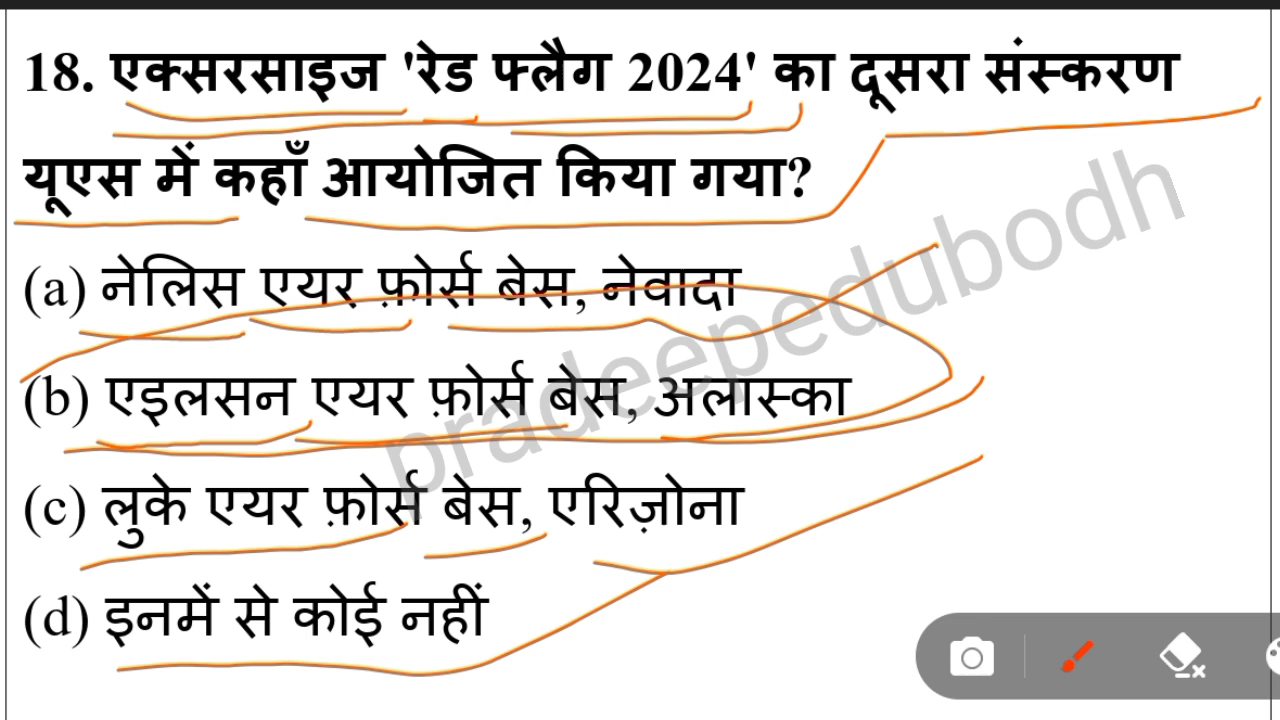 18. एक्सरसाइज 'रेड फ्लैग 2024' का दूसरा संस्करण
यूएस में कहाँ आयोजित किया गया?
(a) नेलिस एयर फ़ोर्स बेस, नेवादा
(b) एइलसन एयर फ़ोर्स बेस, अलास्का
(c) लुके एयर फ़ोर्स बेस, एरिज़ोना
(d) इनमें से कोई नहीं
pradeepedubodh